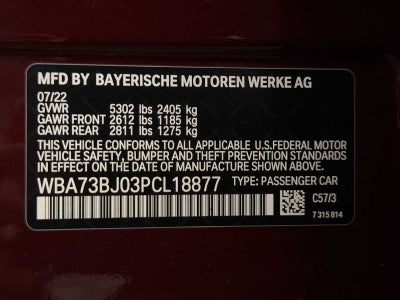 MFD BY BAYERISCHE MOTOREN WERKE AG
07/22
GVWR 5302 lbs 2405 kg
GAWR FRONT 2612 lbs 1185 kg
GAWR REAR 2811 lbs 1275 kg
THIS VEHICLE CONFORMS TO ALL APPLICABLE U.S.FEDERAL MOTOR
VEHICLE SAFETY, BUMPER, AND THEFT PREVENTION STANDARDS
IN EFFECT ON THE DATE OF MANUFACTURE SHOWN ABOVE.
WBA73BJ03PCL18877 TYPE: PASSENGER CAR
C57/3
7 315 614